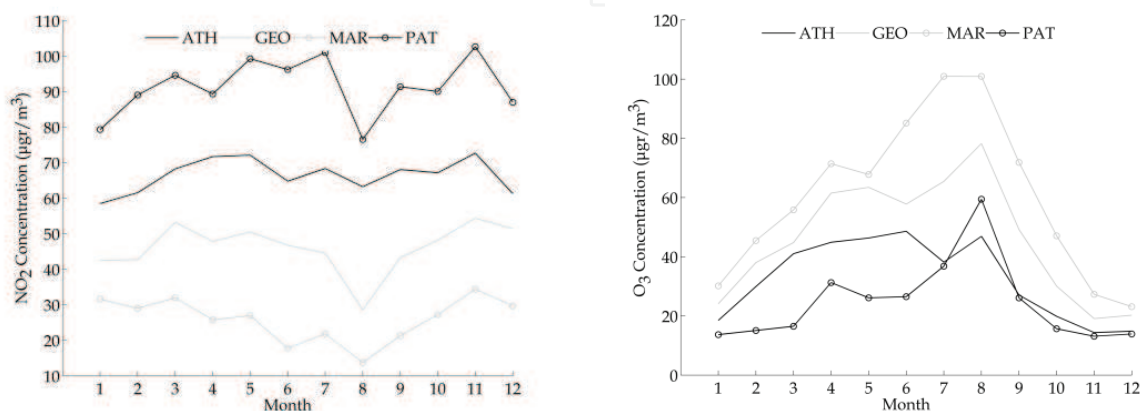 110
100
90
80
70
60
50
40
30
20
10
NO2 Concentration (μgr/m3)
ATH GEO MAR PAT
1 2 3 4 5 6 7 8 9 10 11 12
Month
120
100
80
60
40
20
0
O3 Concentration (μgr/m3)
ATH GEO MAR PAT
1 2 3 4 5 6 7 8 9 10 11 12
Month